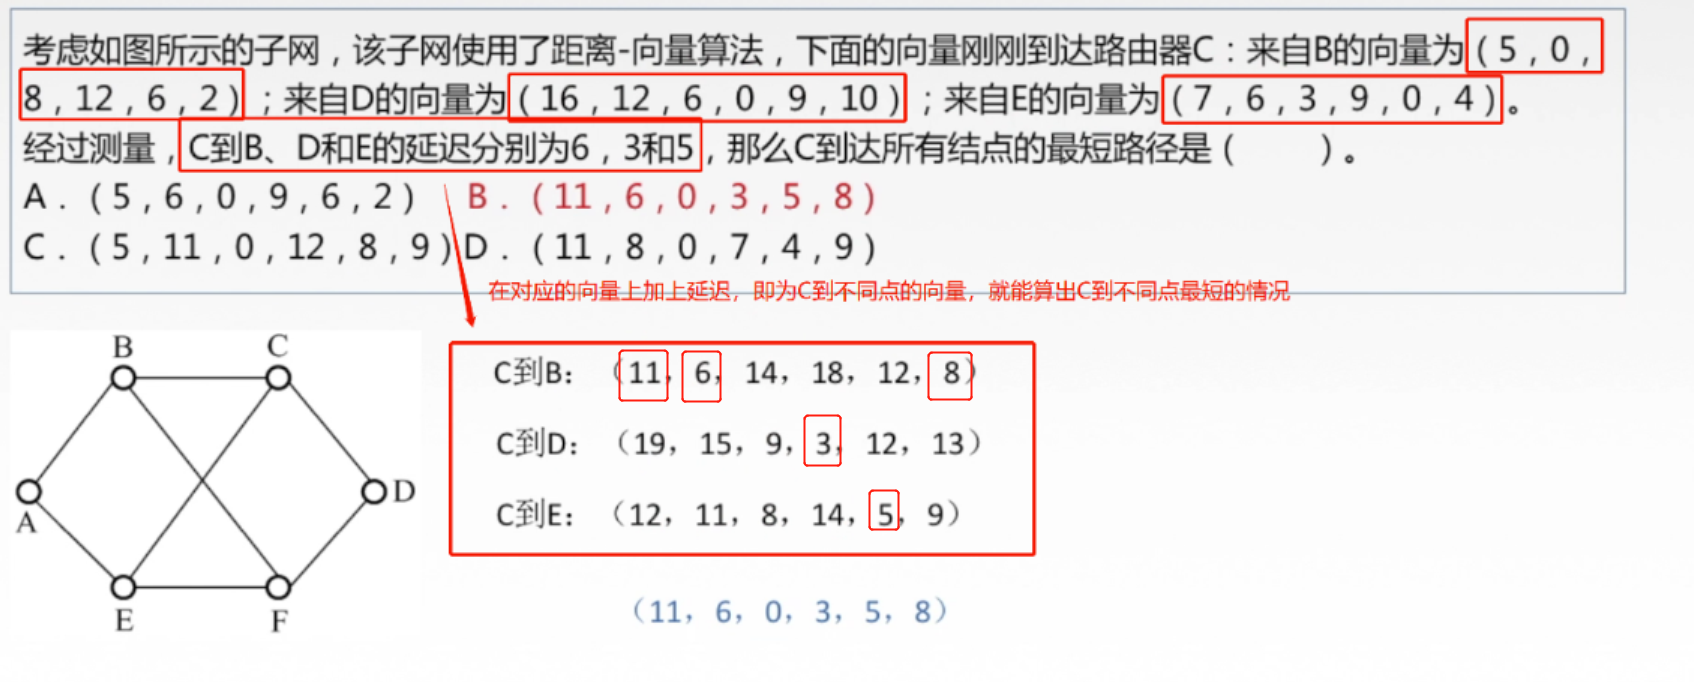 考虑如图所示的子网，该子网使用了距离-向量算法，下面的向量刚刚到达路由器C：来自B的向量为（5，0，
8，12，6，2）；来自D的向量为（16，12，6，0，9，10）；来自E的向量为（7，6，3，9，0，4）。
经过测量，C到B、D和E的延迟分别为6，3和5，那么C到达所有结点的最短路径是（　　）。
A．（5，6，0，9，6，2）　B．（11，6，0，3，5，8）
C．（5，11，0，12，8，9）D．（11，8，0，7，4，9）
在对应的向量上加上延迟，即为C到不同点的向量，就能算出C到不同点最短的情况
B C
A D
E F
C到B：（11，6，14，18，12，8）
C到D：（19，15，9，3，12，13）
C到E：（12，11，8，14，5，9）
（11，6，0，3，5，8）